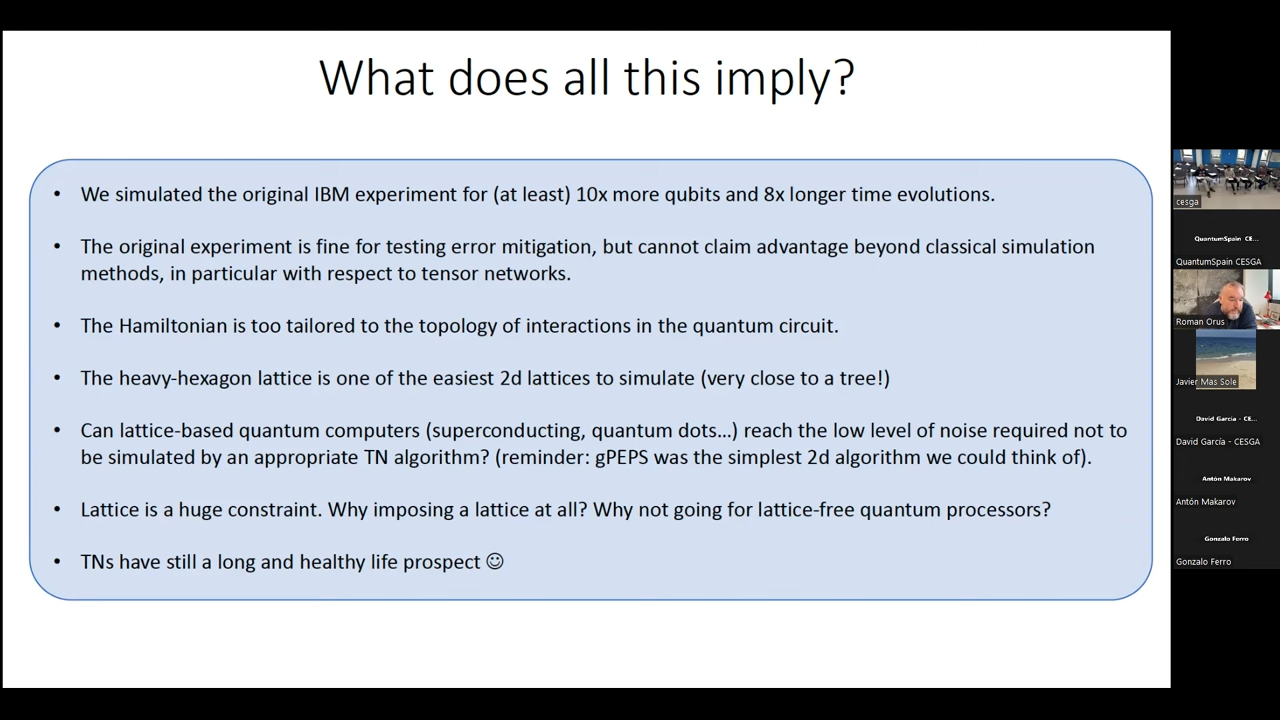 What does all this imply?
• We simulated the original IBM experiment for (at least) 10x more qubits and 8x longer time evolutions.
• The original experiment is fine for testing error mitigation, but cannot claim advantage beyond classical simulation
methods, in particular with respect to tensor networks.
• The Hamiltonian is too tailored to the topology of interactions in the quantum circuit.
• The heavy-hexagon lattice is one of the easiest 2d lattices to simulate (very close to a tree!)
• Can lattice-based quantum computers (superconducting, quantum dots…) reach the low level of noise required not to
be simulated by an appropriate TN algorithm? (reminder: gPEPS was the simplest 2d algorithm we could think of).
• Lattice is a huge constraint. Why imposing a lattice at all? Why not going for lattice-free quantum processors?
• TNs have still a long and healthy life prospect ☺
cesga
QuantumSpain CE...
QuantumSpain CESGA
Roman Orus
Javier Mas Sole
David García - CE...
David García - CESGA
Antón Makarov
Antón Makarov
Gonzalo Ferro
Gonzalo Ferro